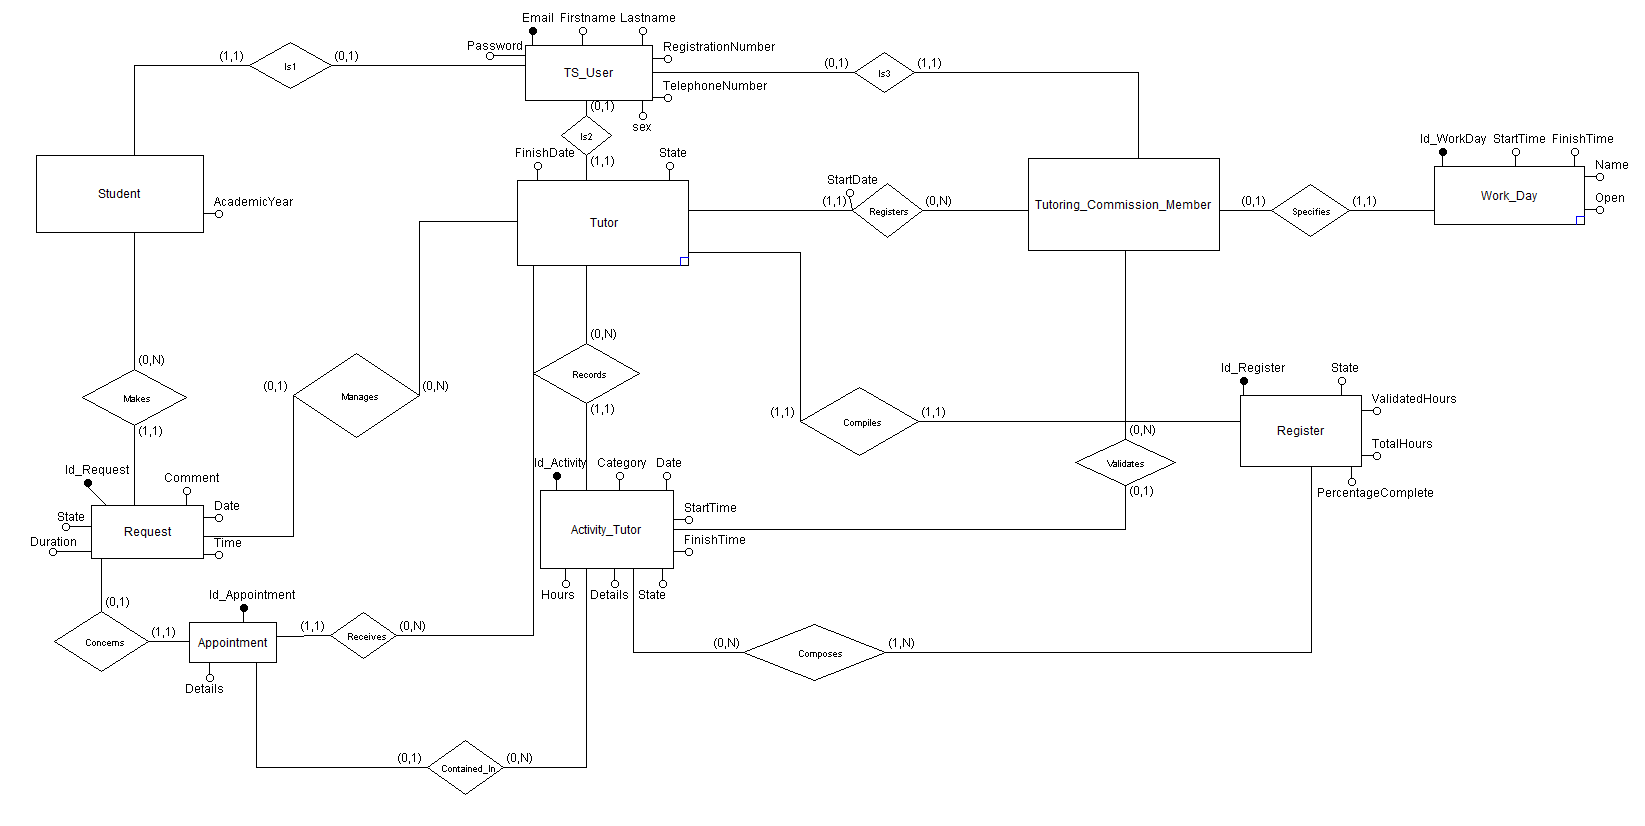 Email Firstname Lastname
Password
RegistrationNumber
(1,1) Is1 (0,1)
TS_User
(0,1) Is3 (1,1)
TelephoneNumber
(0,1)
sex
Is2
(1,1)
FinishDate State
Id_WorkDay StartTime FinishTime
Name
Work_Day
Open
Student
AcademicYear
Tutor
StartDate
(1,1) Registers (0,N)
Tutoring_Commission_Member
(0,1) Specifies (1,1)
(0,N)
Makes
(1,1)
(0,1) Manages (0,N)
(0,N)
Records
(1,1)
(1,1) Compiles (1,1)
Id_Register State
ValidatedHours
Register
TotalHours
PercentageComplete
(0,N)
Validates
(0,1)
Id_Request
Comment
State
Date
Request
Duration
Time
Id_Activity Category Date
StartTime
Activity_Tutor
FinishTime
Hours Details State
(0,1)
Concerns (1,1)
Id_Appointment
Appointment
Details
(1,1) Receives (0,N)
(0,N) Composes (1,N)
(0,1) Contained_In (0,N)